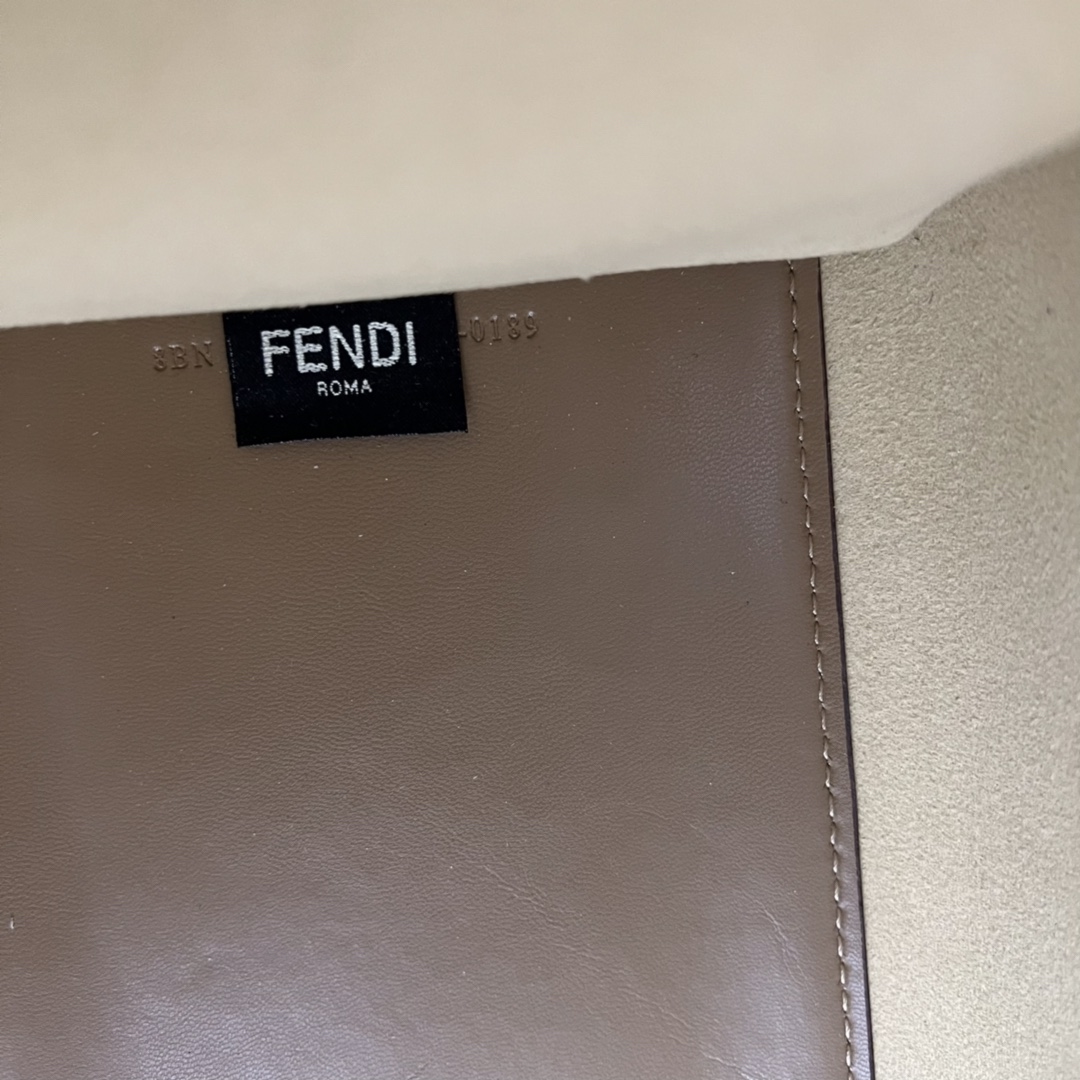 8BN
FENDI
ROMA
-0189